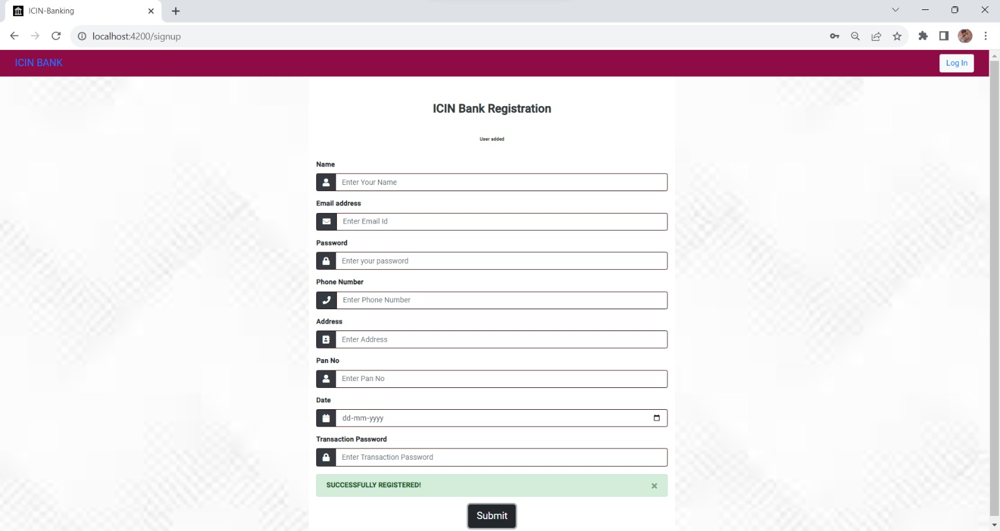 ICIN-Banking
localhost:4200/signup
ICIN BANK
Log In
ICIN Bank Registration
User added
Name
Enter Your Name
Email address
Enter Email Id
Password
Enter your password
Phone Number
Enter Phone Number
Address
Enter Address
Pan No
Enter Pan No
Date
dd-mm-yyyy
Transaction Password
Enter Transaction Password
SUCCESSFULLY REGISTERED!
Submit